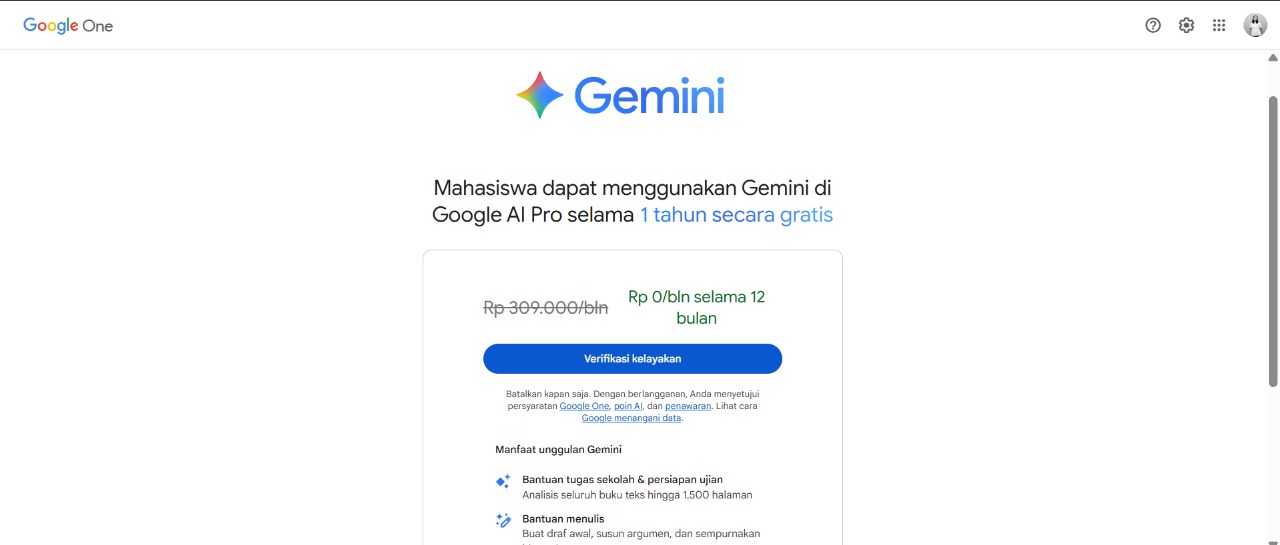 Google One
Gemini
Mahasiswa dapat menggunakan Gemini di
Google AI Pro selama 1 tahun secara gratis
Rp 309.000/bln
Rp 0/bln selama 12
bulan
Verifikasi kelayakan
Batalkan kapan saja. Dengan berlangganan, Anda menyetujui
persyaratan Google One, poin AI, dan penawaran. Lihat cara
Google menangani data.
Manfaat unggulan Gemini
Bantuan tugas sekolah & persiapan ujian
Analisis seluruh buku teks hingga 1.500 halaman
Bantuan menulis
Buat draf awal, susun argumen, dan sempurnakan